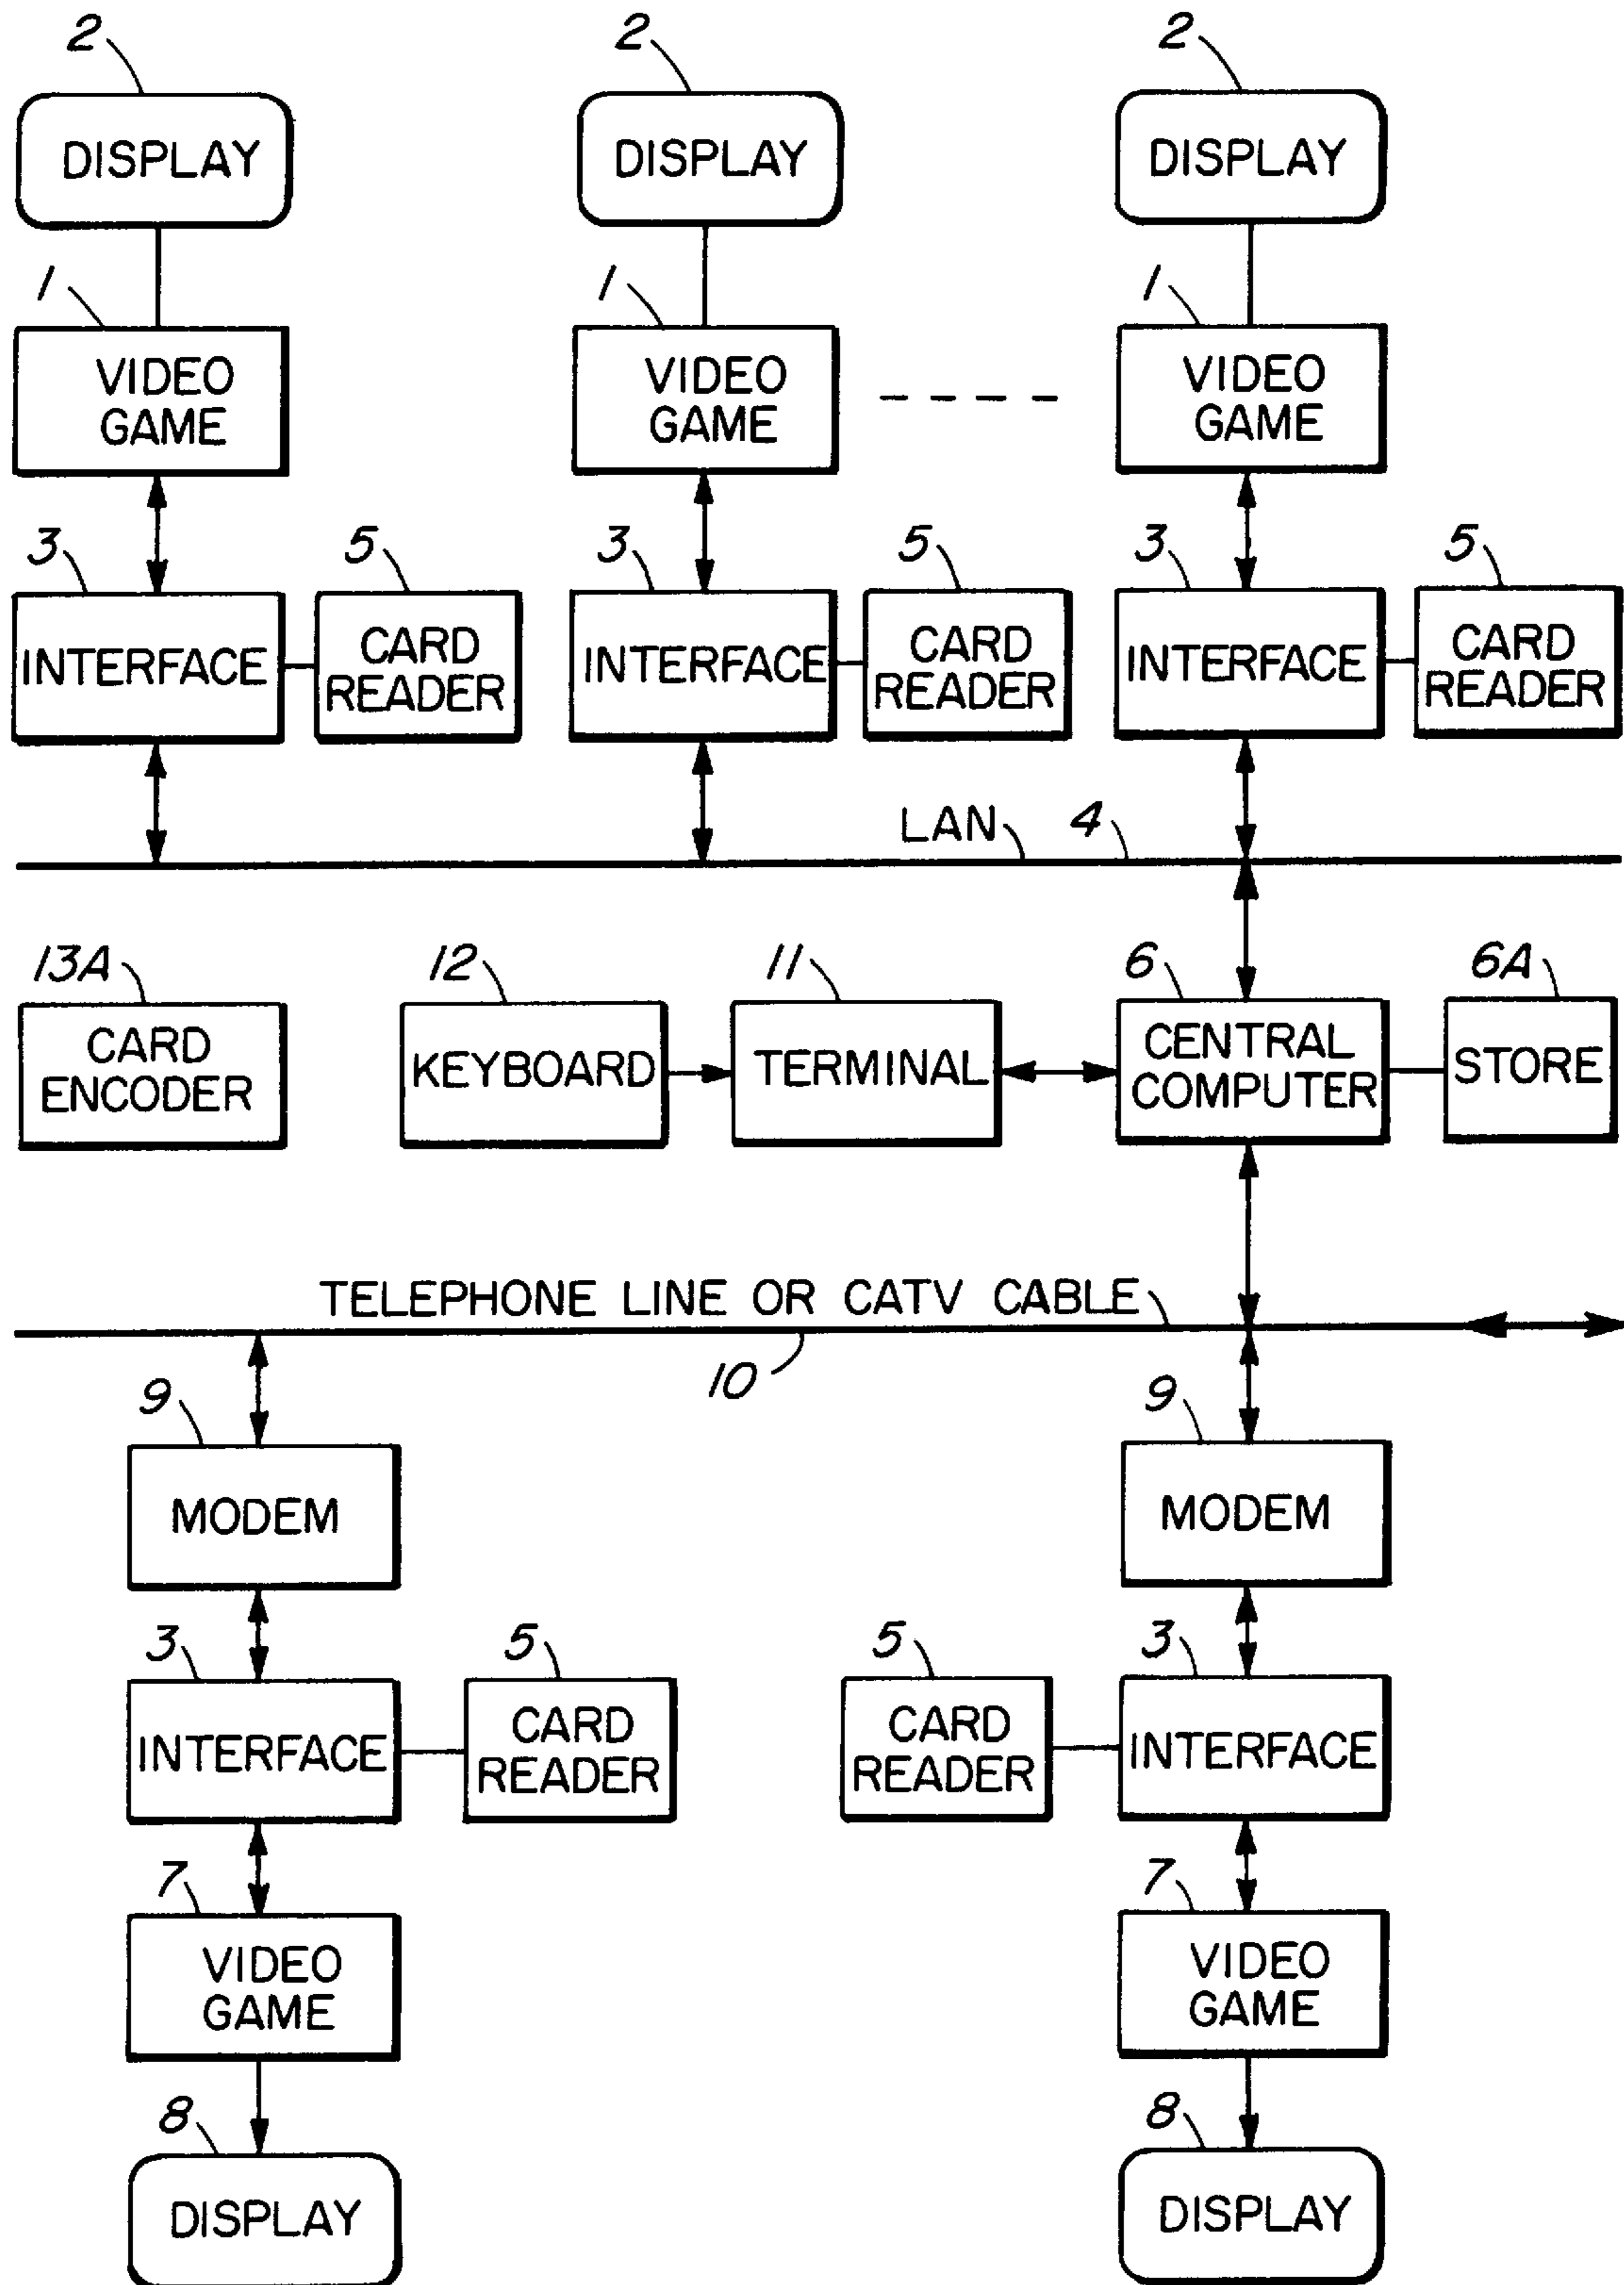 2 2 2
DISPLAY DISPLAY DISPLAY
1 1 1
VIDEO GAME VIDEO GAME VIDEO GAME
3 5 3 5 3 5
INTERFACE CARD READER INTERFACE CARD READER INTERFACE CARD READER
LAN 4
13A 12 11 6 6A
CARD ENCODER KEYBOARD TERMINAL CENTRAL COMPUTER STORE
TELEPHONE LINE OR CATV CABLE
10
9 9
MODEM MODEM
3 5 5 3
INTERFACE CARD READER CARD READER INTERFACE
7 7
VIDEO GAME VIDEO GAME
8 8
DISPLAY DISPLAY